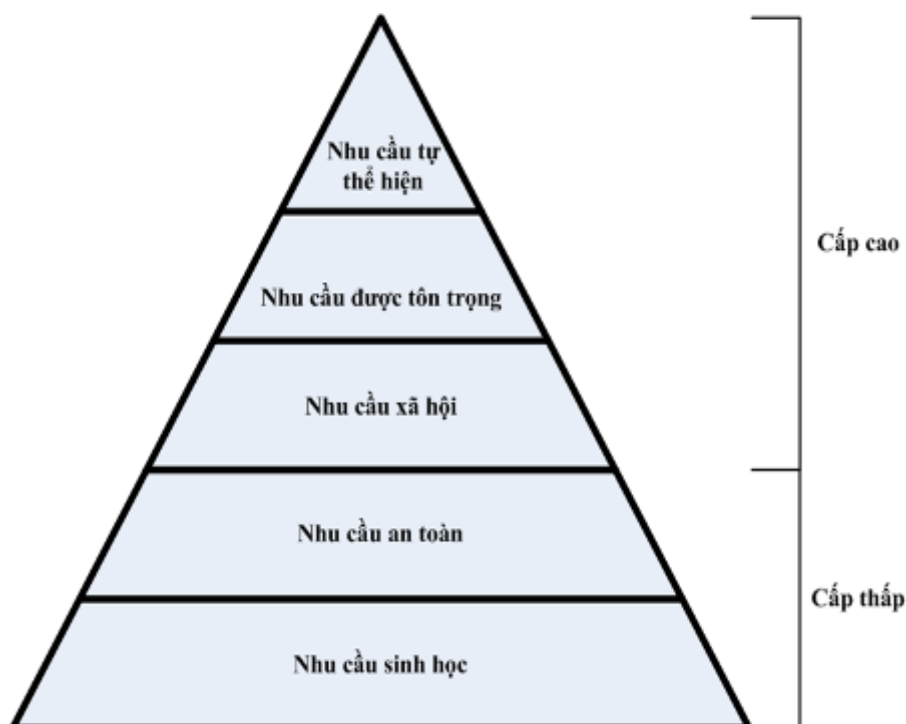 Nhu cầu tự
thể hiện
Cấp cao
Nhu cầu được tôn trọng
Nhu cầu xã hội
Nhu cầu an toàn
Cấp thấp
Nhu cầu sinh học